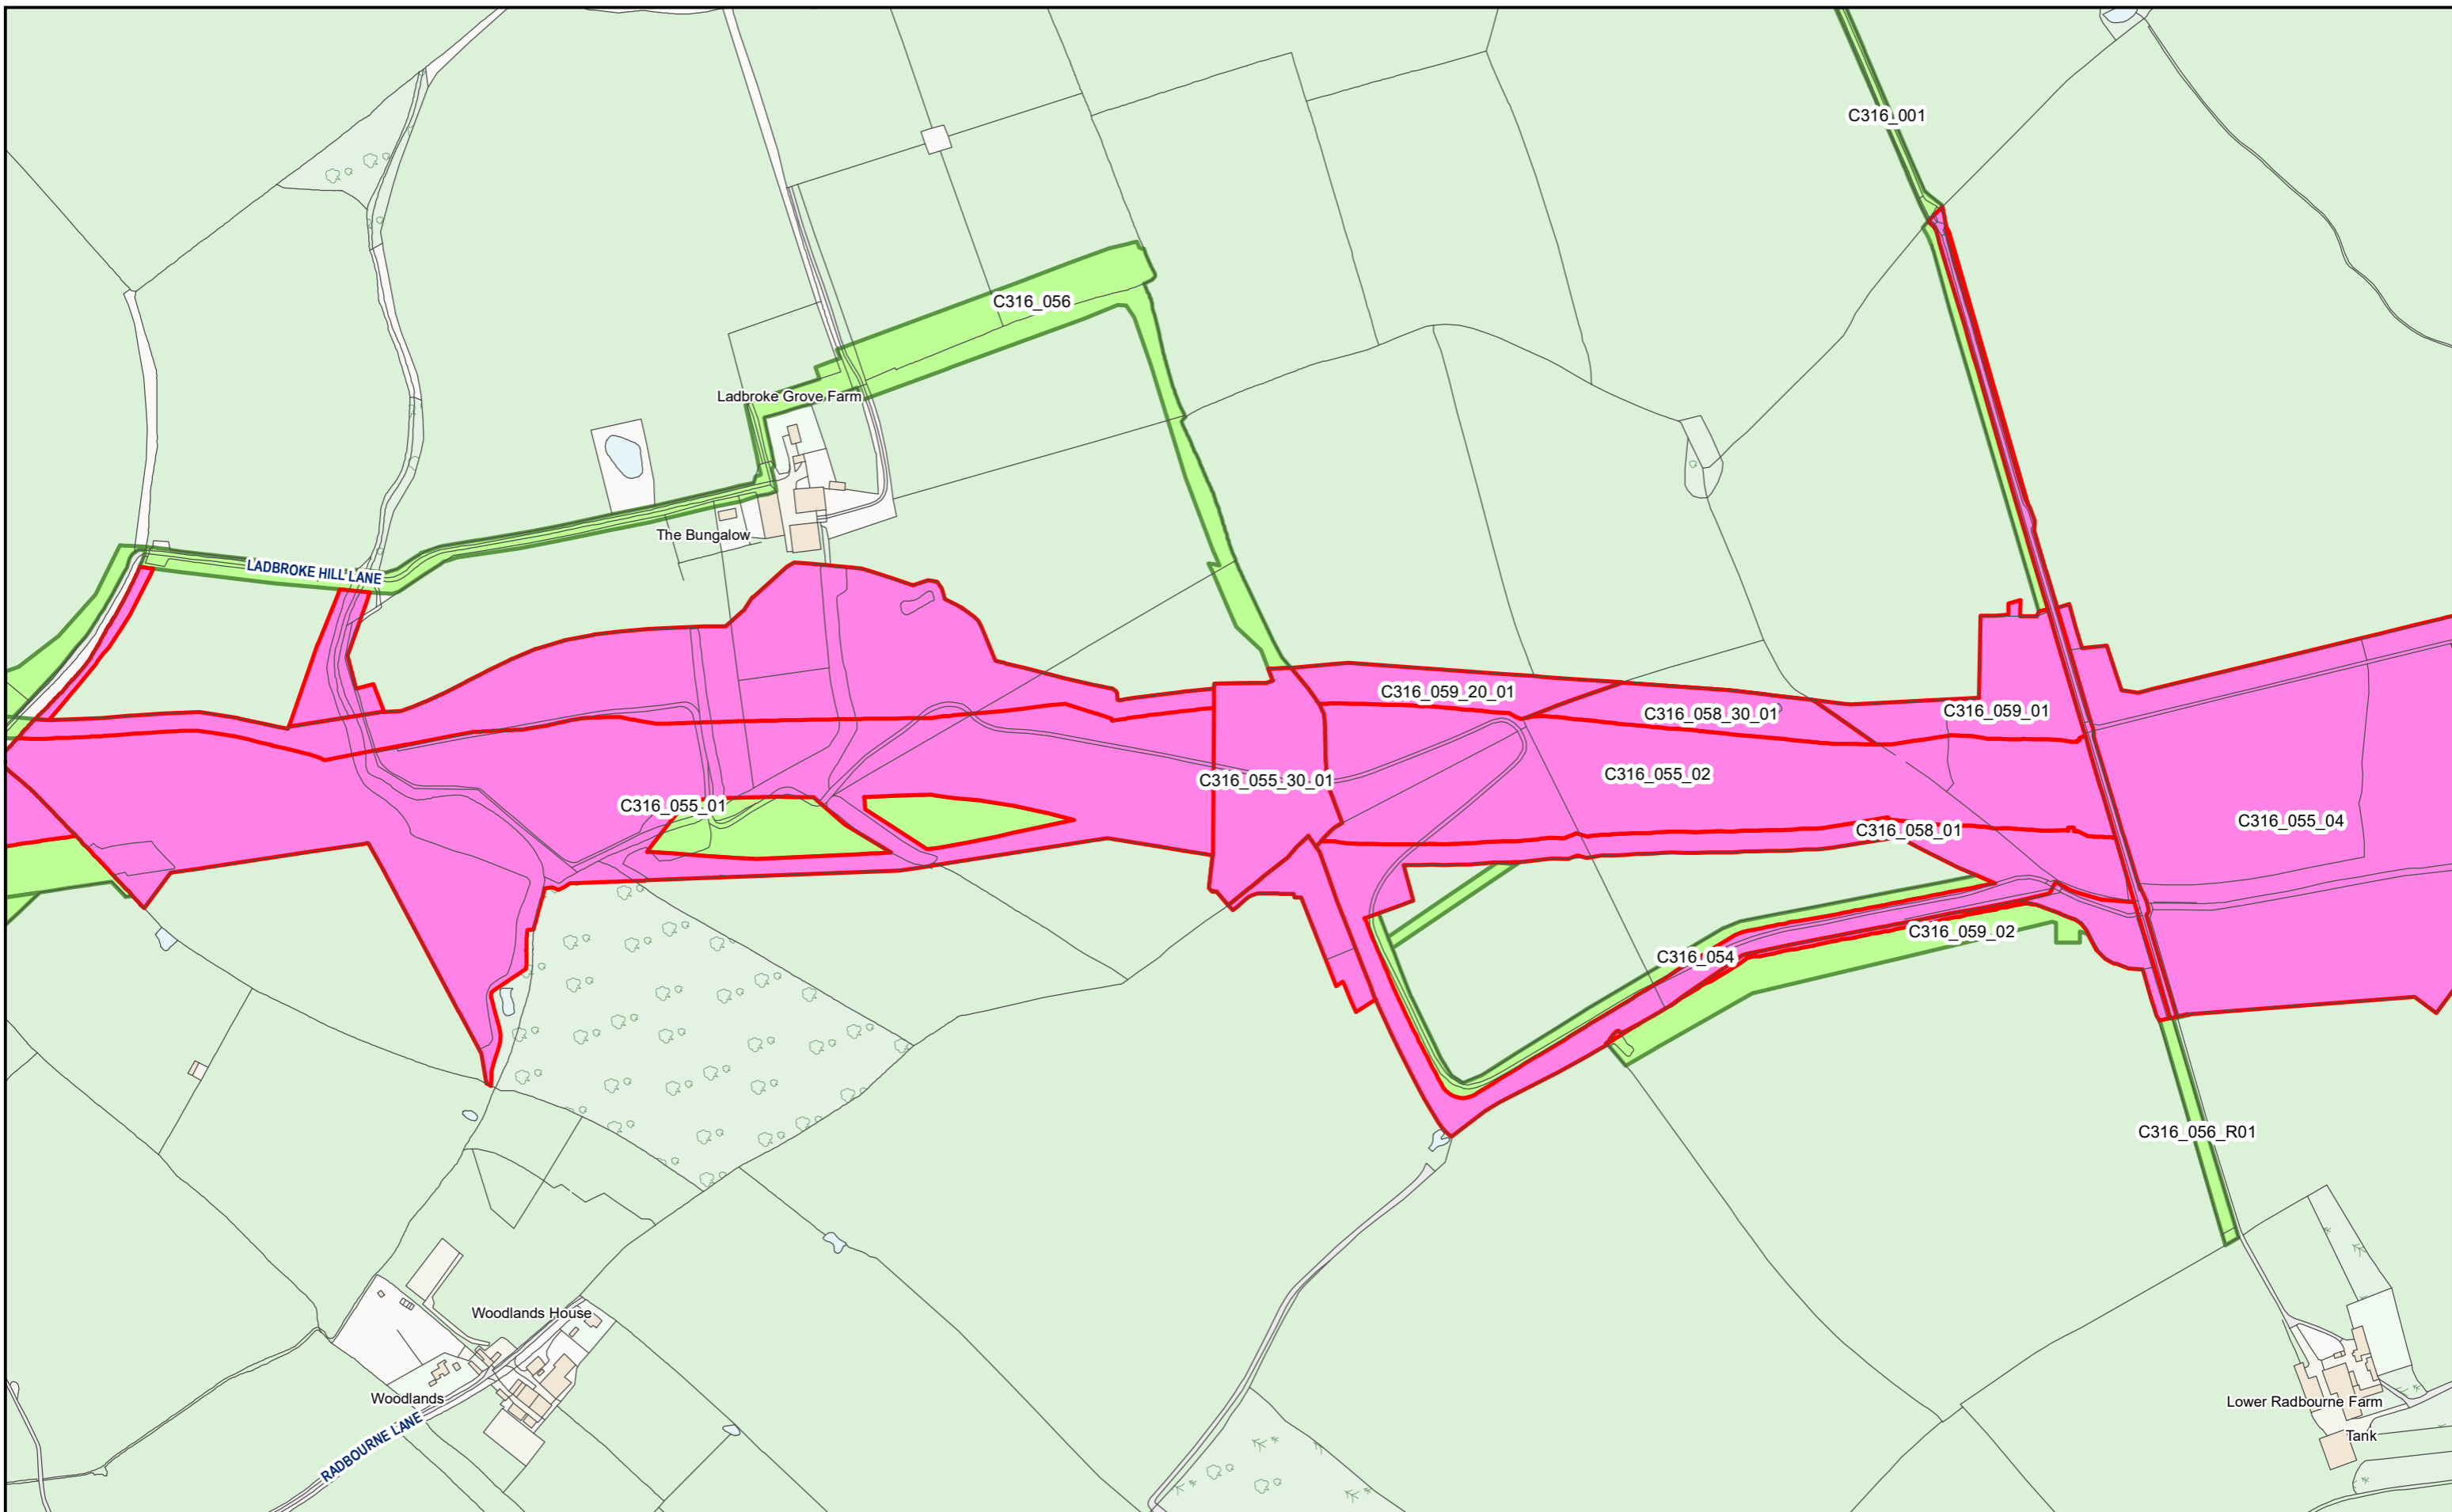 C316_001
C316_056
Ladbroke Grove Farm
The Bungalow
LADBROKE HILL LANE
C316_059_20_01
C316_058_30_01
C316_059_01
C316_055_30_01
C316_055_02
C316_055_01
C316_055_04
C316_058_01
C316_059_02
C316_054
C316_056_R01
Woodlands House
Woodlands
RADBOURNE LANE
Lower Radbourne Farm
Tank